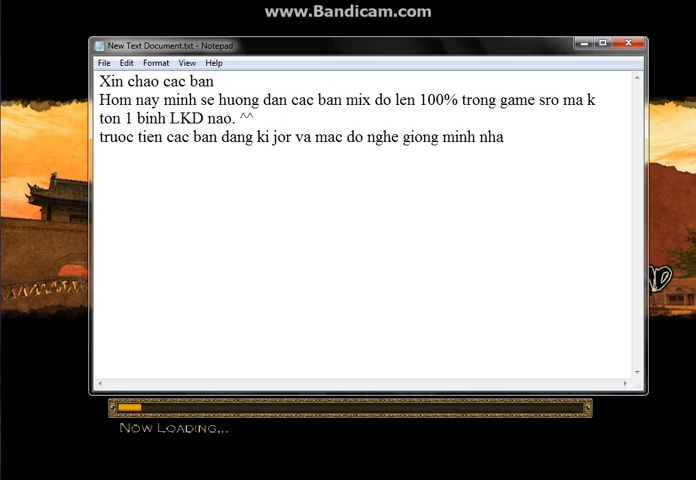 www.Bandicam.com
New Text Document.txt - Notepad
File Edit Format View Help
Xin chao cac ban
Hom nay minh se huong dan cac ban mix do len 100% trong game sro ma k
ton 1 binh LKD nao. ^^
truoc tien cac ban dang ki jor va mac do nghe giong minh nha
Now Loading...